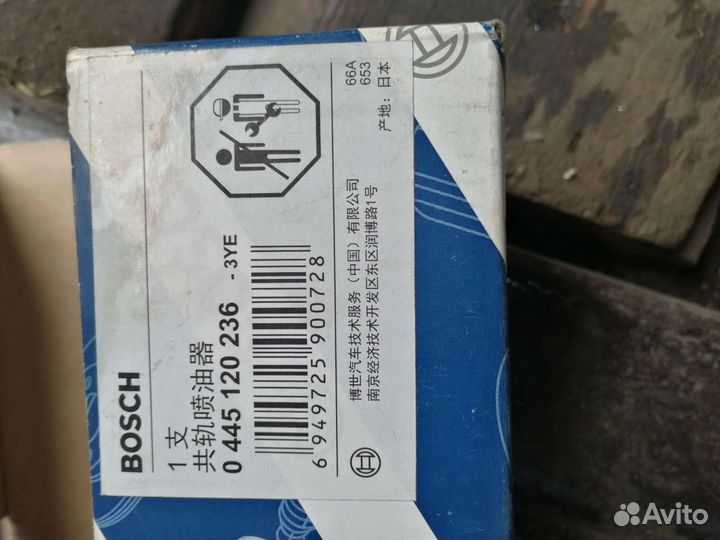 BOSCH
1 支
共轨喷油器
0 445 120 236 - 3YE
6 949725 900728
66A
653
产地: 日本
博世汽车技术服务（中国）有限公司
南京经济技术开发区东区润博路1号
Avito